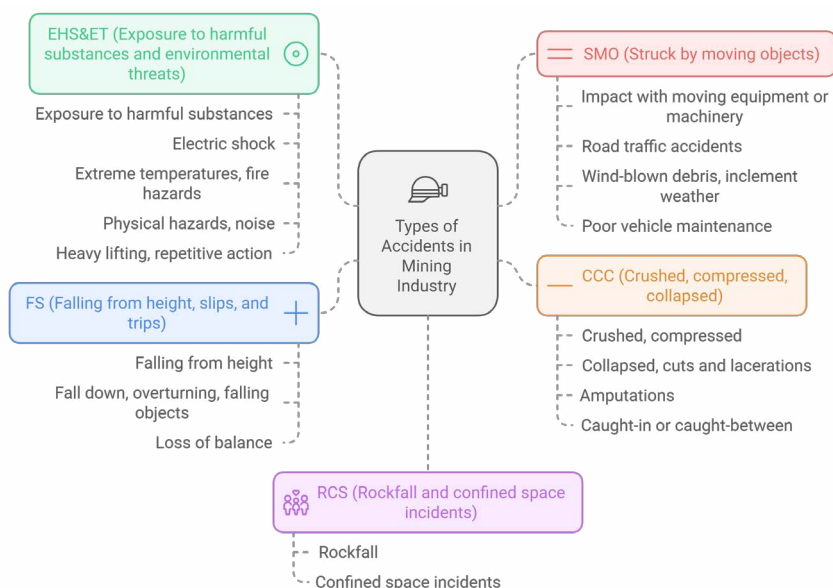 EHS&ET (Exposure to harmful
substances and environmental
threats)
Exposure to harmful substances
Electric shock
Extreme temperatures, fire
hazards
Physical hazards, noise
Heavy lifting, repetitive action
FS (Falling from height, slips, and
trips)
Falling from height
Fall down, overturning, falling
objects
Loss of balance
Types of
Accidents in
Mining
Industry
SMO (Struck by moving objects)
Impact with moving equipment or
machinery
Road traffic accidents
Wind-blown debris, inclement
weather
Poor vehicle maintenance
CCC (Crushed, compressed,
collapsed)
Crushed, compressed
Collapsed, cuts and lacerations
Amputations
Caught-in or caught-between
RCS (Rockfall and confined space
incidents)
Rockfall
Confined space incidents